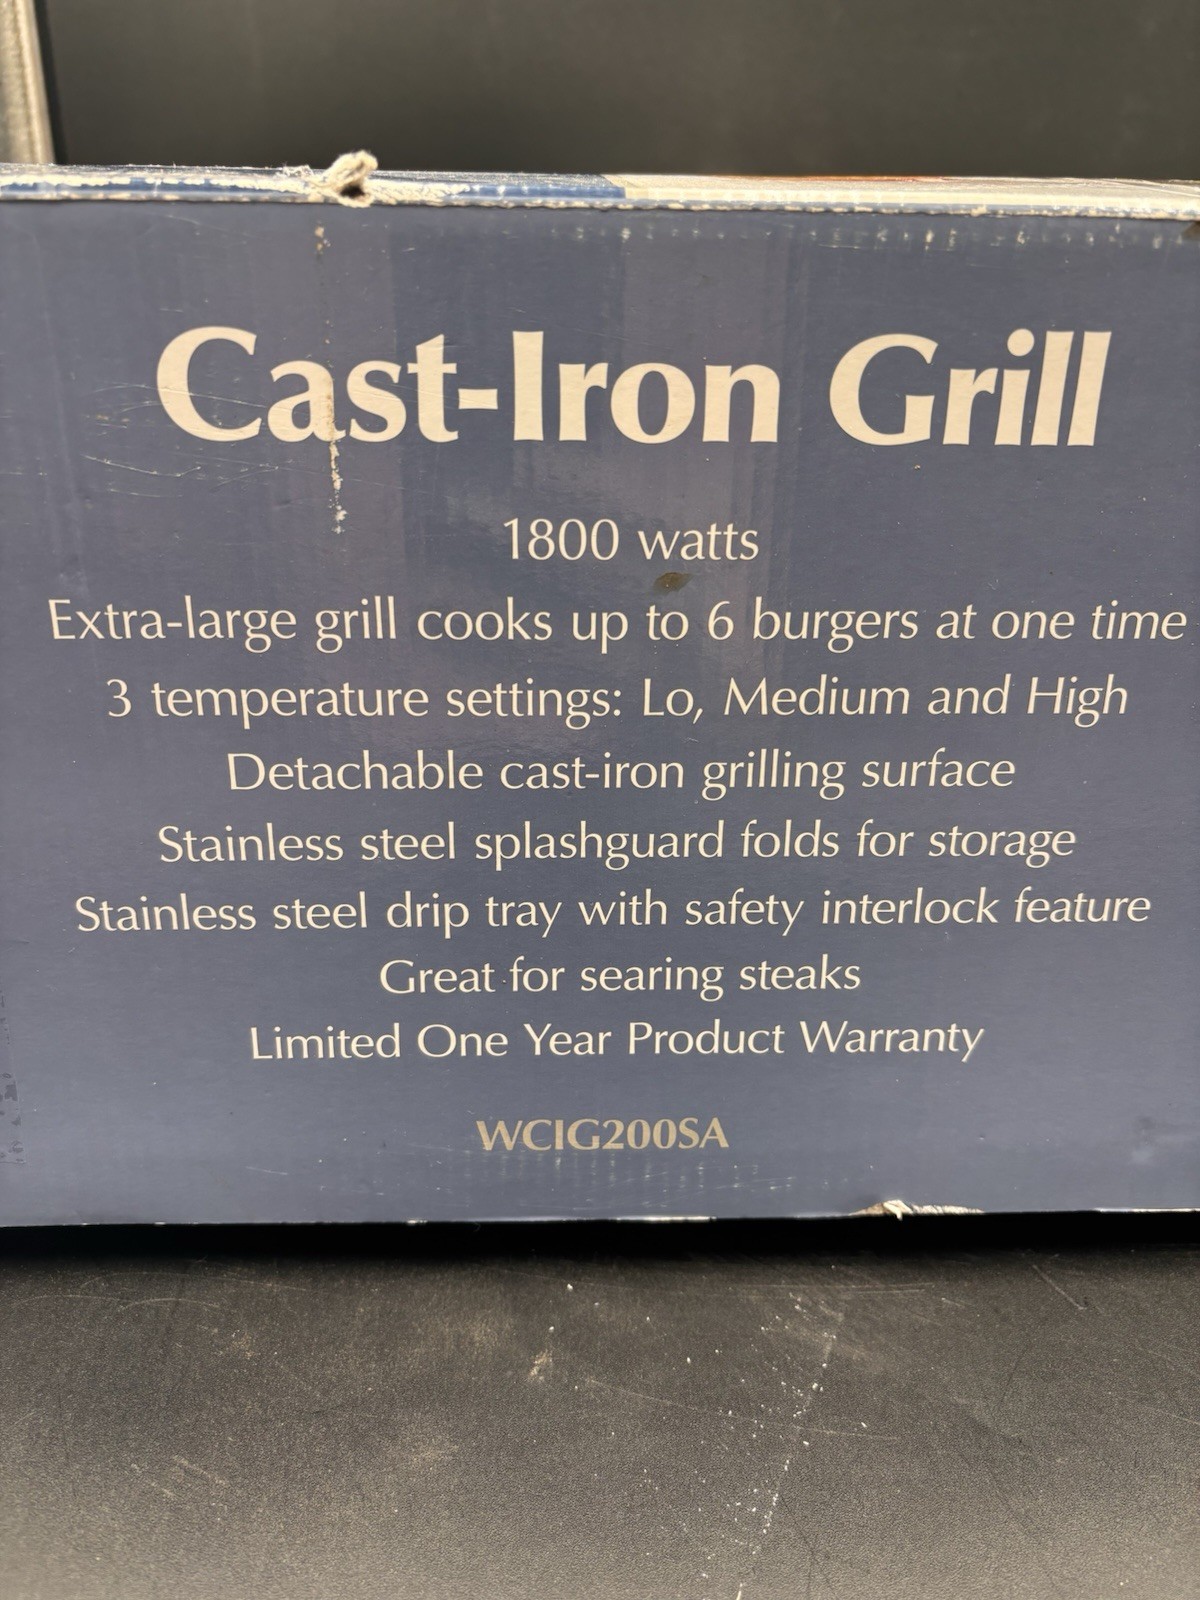 Cast-Iron Grill
1800 watts
Extra-large grill cooks up to 6 burgers at one time
3 temperature settings: Lo, Medium and High
Detachable cast-iron grilling surface
Stainless steel splashguard folds for storage
Stainless steel drip tray with safety interlock feature
Great for searing steaks
Limited One Year Product Warranty
WCIG200SA